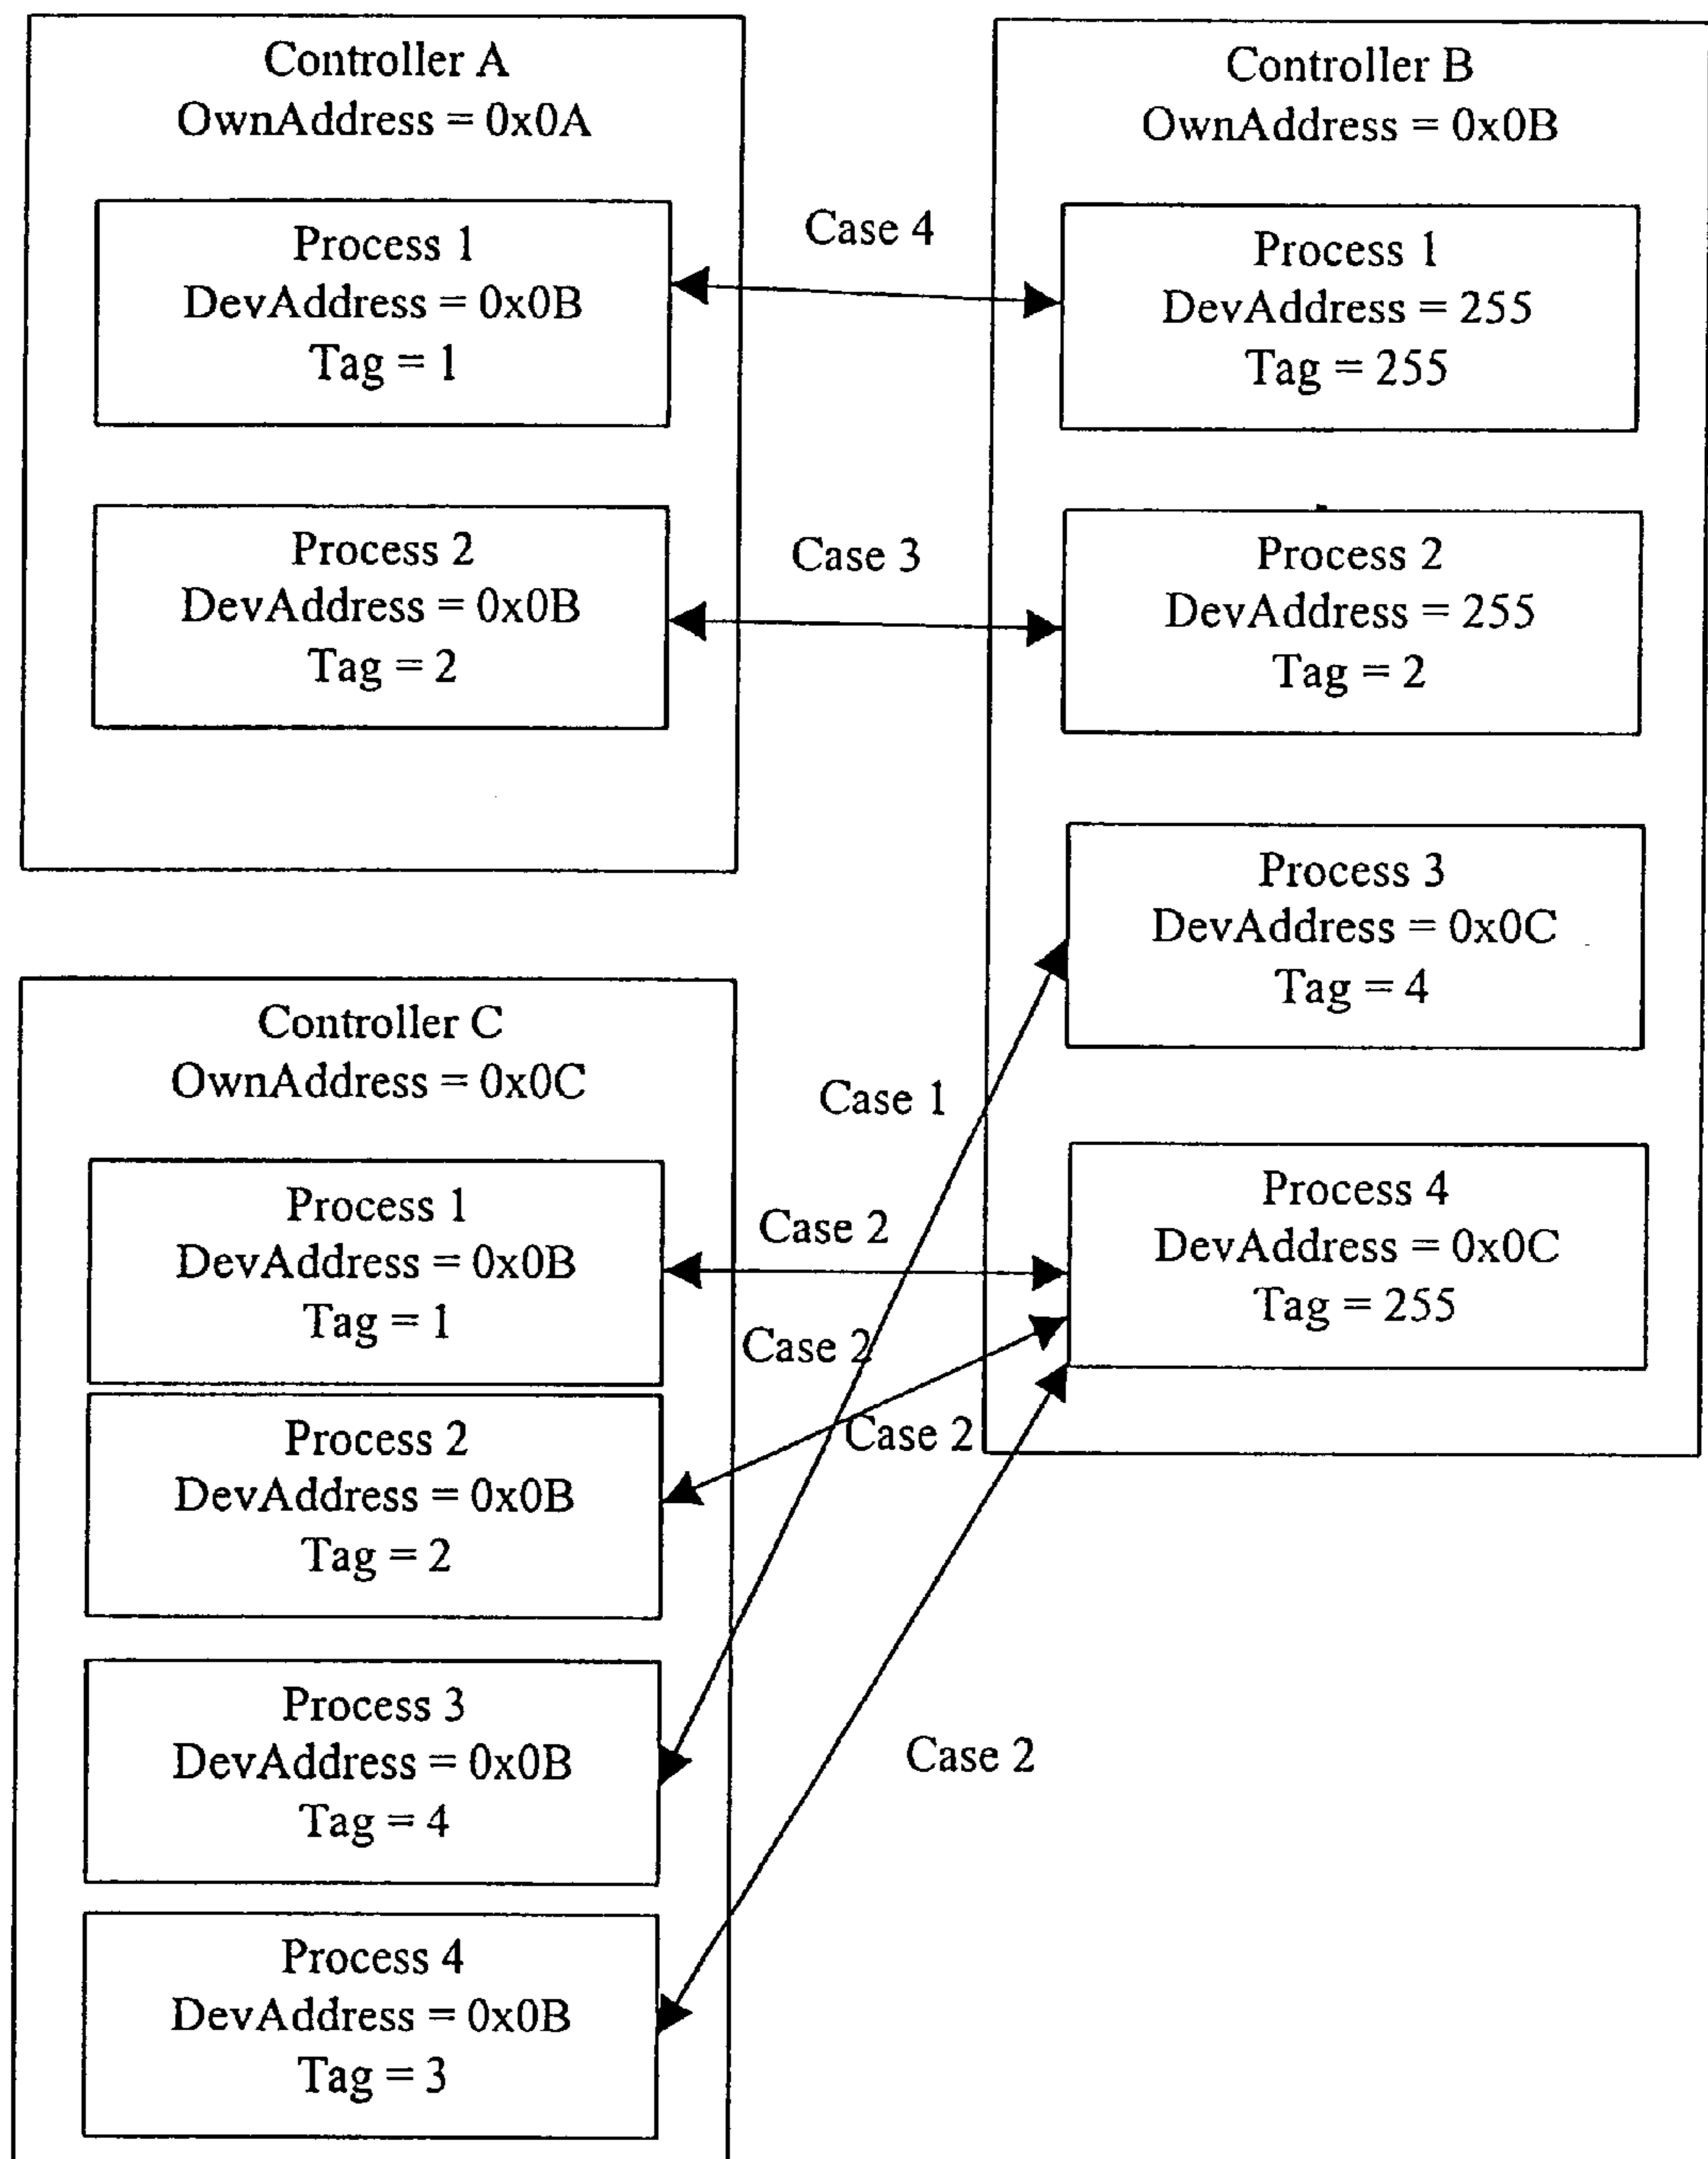 Controller A
OwnAddress = 0x0A
Process 1
DevAddress = 0x0B
Tag = 1
Process 2
DevAddress = 0x0B
Tag = 2
Case 4
Case 3
Controller B
OwnAddress = 0x0B
Process 1
DevAddress = 255
Tag = 255
Process 2
DevAddress = 255
Tag = 2
Process 3
DevAddress = 0x0C
Tag = 4
Process 4
DevAddress = 0x0C
Tag = 255
Controller C
OwnAddress = 0x0C
Process 1
DevAddress = 0x0B
Tag = 1
Process 2
DevAddress = 0x0B
Tag = 2
Process 3
DevAddress = 0x0B
Tag = 4
Process 4
DevAddress = 0x0B
Tag = 3
Case 1
Case 2
Case 2
Case 2
Case 2